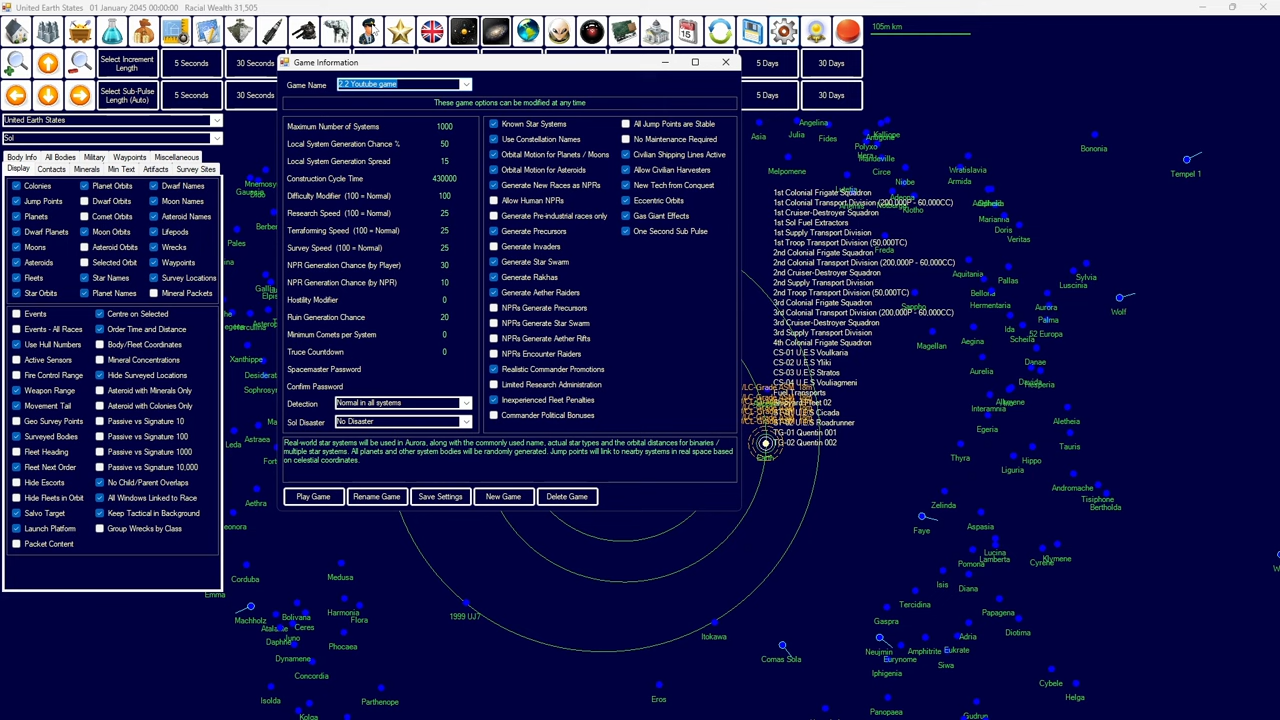 United Earth States 01 January 2045 00:00:00 Racial Wealth 31,505
105m km
Select Increment Length
5 Seconds
30 Seconds
5 Days
30 Days
Select Sub-Pulse Length (Auto)
5 Seconds
5 Days
30 Days
United Earth States
Sol
Body Info All Bodies Military Waypoints Miscellaneous
Display Contacts Minerals Min Text Artifacts Survey Sites
Colonies Planet Orbits Dwarf Names
Jump Points Dwarf Orbits Moon Names
Planets Comet Orbits Asteroid Names
Dwarf Planets Moon Orbits Lifepods
Moons Asteroid Orbits Wrecks
Asteroids Selected Orbit Waypoints
Fleets Star Names Survey Locations
Star Orbits Planet Names Mineral Packets
Events Centre on Selected
Events - All Races Order Time and Distance
Use Hull Numbers Body/Fleet Coordinates
Active Sensors Mineral Concentrations
Fire Control Range Hide Surveyed Locations
Weapon Range Asteroid with Minerals Only
Movement Tail Asteroid with Colonies Only
Geo Survey Points Passive vs Signature 10
Surveyed Bodies Passive vs Signature 100
Fleet Heading Passive vs Signature 1000
Fleet Next Order Passive vs Signature 10,000
Hide Escorts No Child/Parent Overlaps
Hide Fleets in Orbit All Windows Linked to Race
Salvo Target Keep Tactical in Background
Launch Platform Group Wrecks by Class
Packet Content
Game Information
Game Name 2.2 Youtube game
These game options can be modified at any time
Maximum Number of Systems 1000
Local System Generation Chance % 50
Local System Generation Spread 15
Construction Cycle Time 430000
Difficulty Modifier (100 = Normal) 100
Research Speed (100 = Normal) 25
Terraforming Speed (100 = Normal) 25
Survey Speed (100 = Normal) 25
NPR Generation Chance (by Player) 30
NPR Generation Chance (by NPR) 10
Hostility Modifier 0
Ruin Generation Chance 20
Minimum Comets per System 0
Truce Countdown 0
Spacemaster Password
Confirm Password
Detection Normal in all systems
Sol Disaster No Disaster
Known Star Systems
Use Constellation Names
Orbital Motion for Planets / Moons
Orbital Motion for Asteroids
Generate New Races as NPRs
Allow Human NPRs
Generate Pre-industrial races only
Generate Precursors
Generate Invaders
Generate Star Swarm
Generate Rakhas
Generate Aether Raiders
NPRs Generate Precursors
NPRs Generate Star Swarm
NPRs Generate Aether Rifts
NPRs Encounter Raiders
Realistic Commander Promotions
Limited Research Administration
Inexperienced Fleet Penalties
Commander Political Bonuses
All Jump Points are Stable
No Maintenance Required
Civilian Shipping Lines Active
Allow Civilian Harvesters
New Tech from Conquest
Eccentric Orbits
Gas Giant Effects
One Second Sub Pulse
Real-world star systems will be used in Aurora, along with the commonly used name, actual star types and the orbital distances for binaries /
multiple star systems. All planets and other system bodies will be randomly generated. Jump points will link to nearby systems in real space based
on celestial coordinates.
Play Game
Rename Game
Save Settings
New Game
Delete Game
1st Colonial Frigate Squadron
1st Colonial Transport Division (200,000P - 60,000CC)
1st Cruiser-Destroyer Squadron
1st Sol Fuel Extractors
1st Supply Transport Division
1st Troop Transport Division (50,000TC)
2nd Colonial Frigate Squadron
2nd Colonial Transport Division (200,000P - 60,000CC)
2nd Cruiser-Destroyer Squadron
2nd Supply Transport Division
2nd Troop Transport Division (50,000TC)
3rd Colonial Frigate Squadron
3rd Colonial Transport Division (200,000P - 60,000CC)
3rd Cruiser-Destroyer Squadron
3rd Supply Transport Division
4th Colonial Frigate Squadron
CS-01 U.E.S Voulkaria
CS-02 U.E.S Yliki
CS-03 U.E.S Stratos
CS-04 U.E.S Vouliagmeni
Fuel Transports
TG-01 Quentin 001
TG-02 Quentin 002
Angelina
Asia
Julia
Fides
Kalliope
Polyxo
Mandeville
Circe
Melpomene
Niobe
Vratislavia
Armida
Bononia
Tempel 1
Marianna
Doris
Veritas
Freda
Aquitania
Pallas
Sylvia
Luscinia
Bellona
Hermentaria
Aurora
Palma
Wolf
Ida
Scheila
52 Europa
Magellan
Aegina
Danae
Aurelia
Interamnia
Egeria
Aletheia
Tauris
Thyra
Hippo
Liguria
Andromache
Tisiphone
Bertholda
Zelinda
Faye
Aspasia
Lucina
Lamberta
Klymene
Cyrene
Pomona
Isis
Diana
Tercidina
Papagena
Gaspra
Adria
Diotima
Neujmin
Amphitrite
Eukrate
Eurynome
Siwa
Iphigenia
Cybele
Helga
Panopaea
Gudrun
Comas Sola
Itokawa
Eros
1999 UJ7
Pales
Xanthippe
Sophrosyne
Leda
Astraea
Aethra
Corduba
Emma
Medusa
Machholz
Bolivana
Harmonia
Ceres
Flora
Juno
Daphne
Phocaea
Dynamene
Concordia
Isolda
Parthenope
Kolga